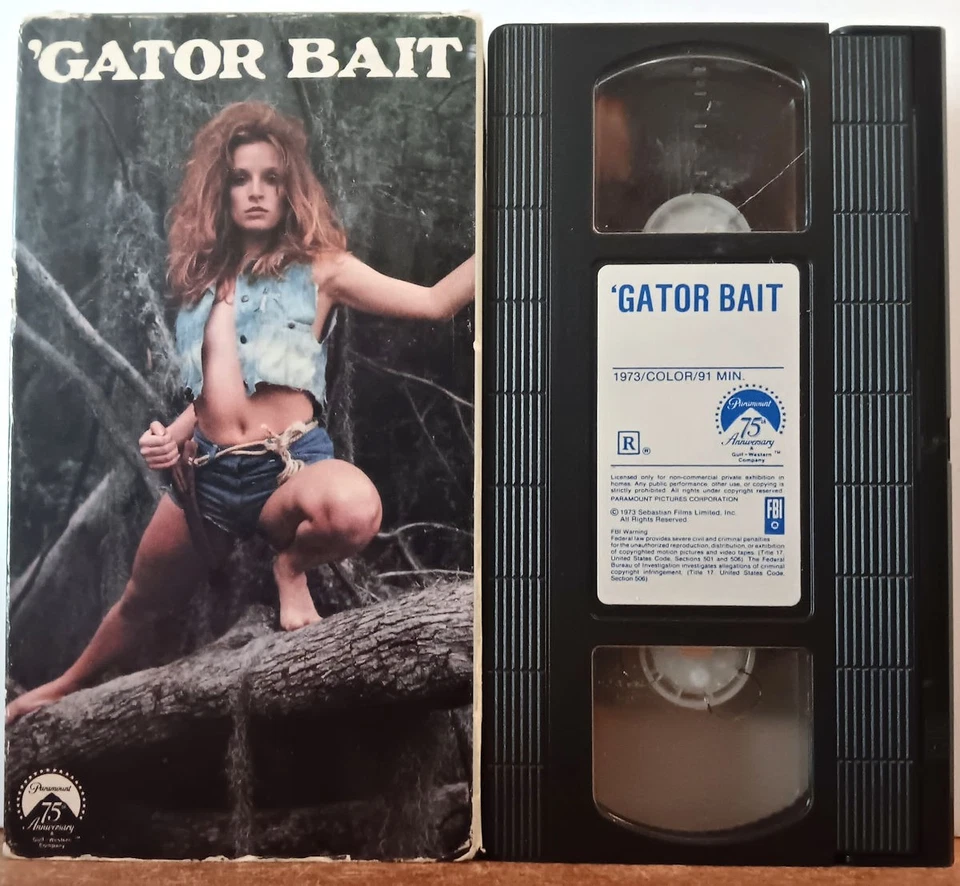 'GATOR BAIT
Paramount
75th
Anniversary
&
Gulf+Western
Company
'GATOR BAIT
1973/COLOR/91 MIN.
Paramount
75th
Anniversary
&
Gulf+Western ™
Company
R ®
Licensed only for non-commercial private exhibition in
homes. Any public performance, other use, or copying is
strictly prohibited. All rights under copyright reserved.
PARAMOUNT PICTURES CORPORATION
© 1973 Sebastian Films Limited, Inc.
All Rights Reserved.
FBI
FBI Warning
Federal law provides severe civil and criminal penalties
for the unauthorized reproduction, distribution, or exhibition
of copyrighted motion pictures and video tapes. (Title 17,
United States Code, Sections 501 and 506). The Federal
Bureau of Investigation investigates allegations of criminal
copyright infringement. (Title 17, United States Code,
Section 506)